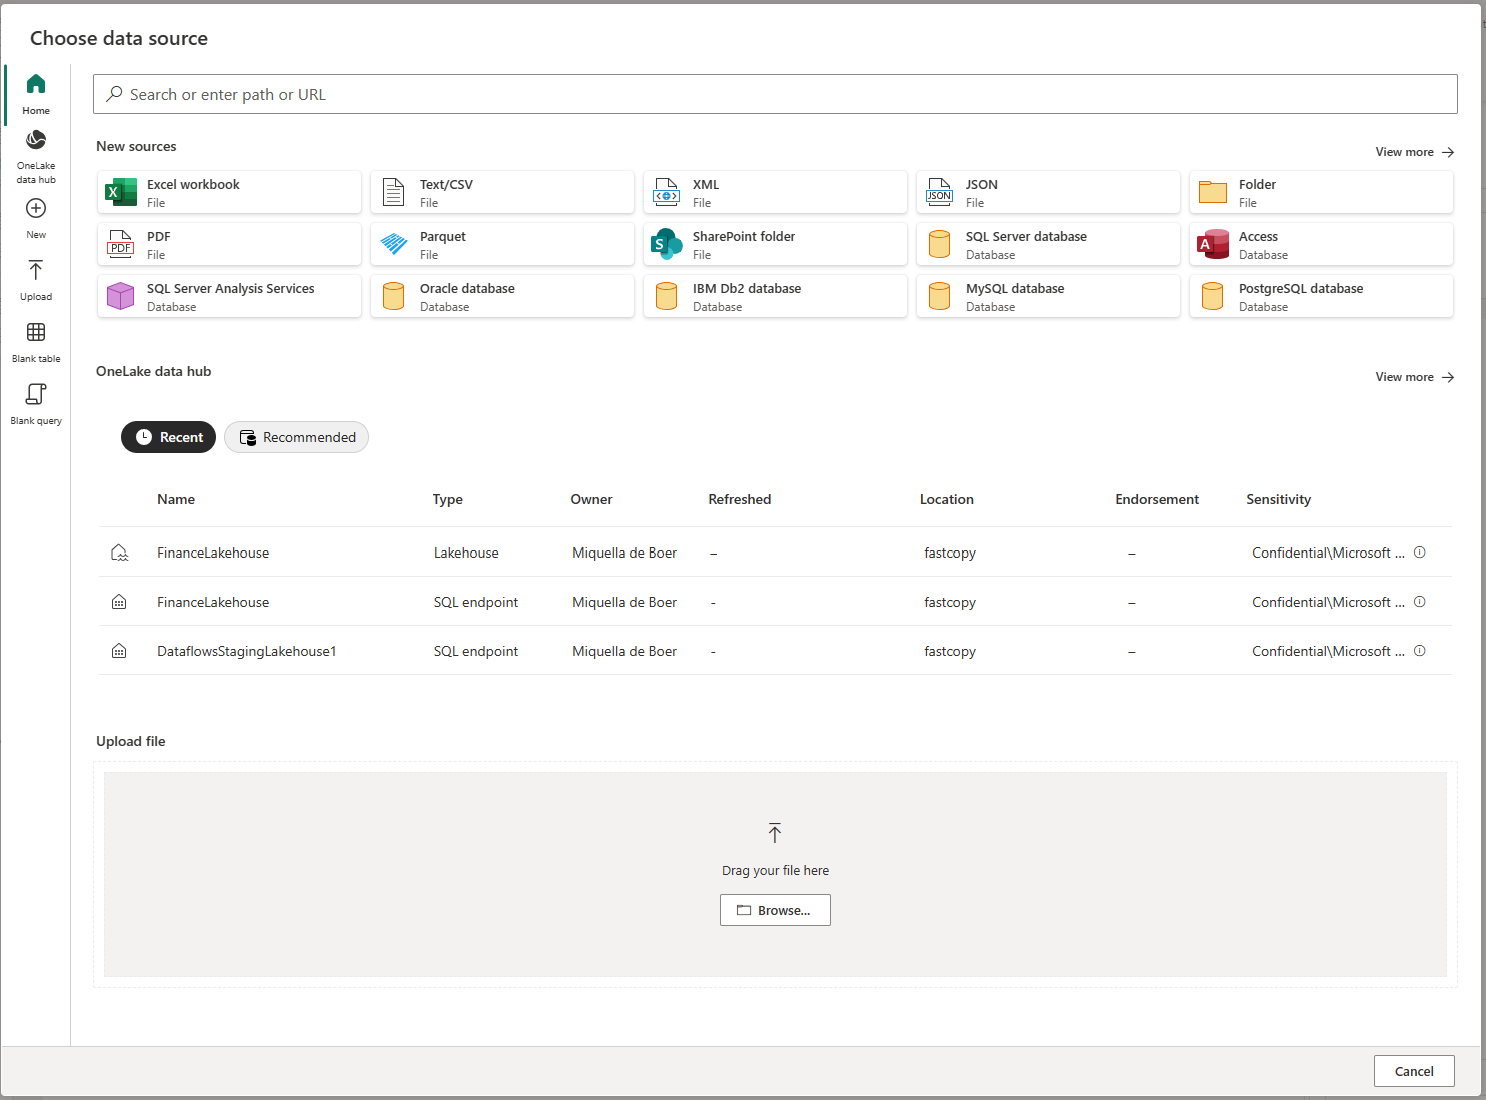 Choose data source
Home
OneLake
data hub
New
Upload
Blank table
Blank query
Search or enter path or URL
New sources
View more
Excel workbook
File
Text/CSV
File
XML
File
JSON
JSON
File
Folder
File
PDF
PDF
File
Parquet
File
S
SharePoint folder
File
SQL Server database
Database
A
Access
Database
SQL Server Analysis Services
Database
Oracle database
Database
IBM Db2 database
Database
MySQL database
Database
PostgreSQL database
Database
OneLake data hub
View more
Recent
Recommended
Name Type Owner Refreshed Location Endorsement Sensitivity
FinanceLakehouse Lakehouse Miquella de Boer – fastcopy – Confidential\Microsoft ...
FinanceLakehouse SQL endpoint Miquella de Boer - fastcopy – Confidential\Microsoft ...
DataflowsStagingLakehouse1 SQL endpoint Miquella de Boer - fastcopy – Confidential\Microsoft ...
Upload file
Drag your file here
Browse...
Cancel